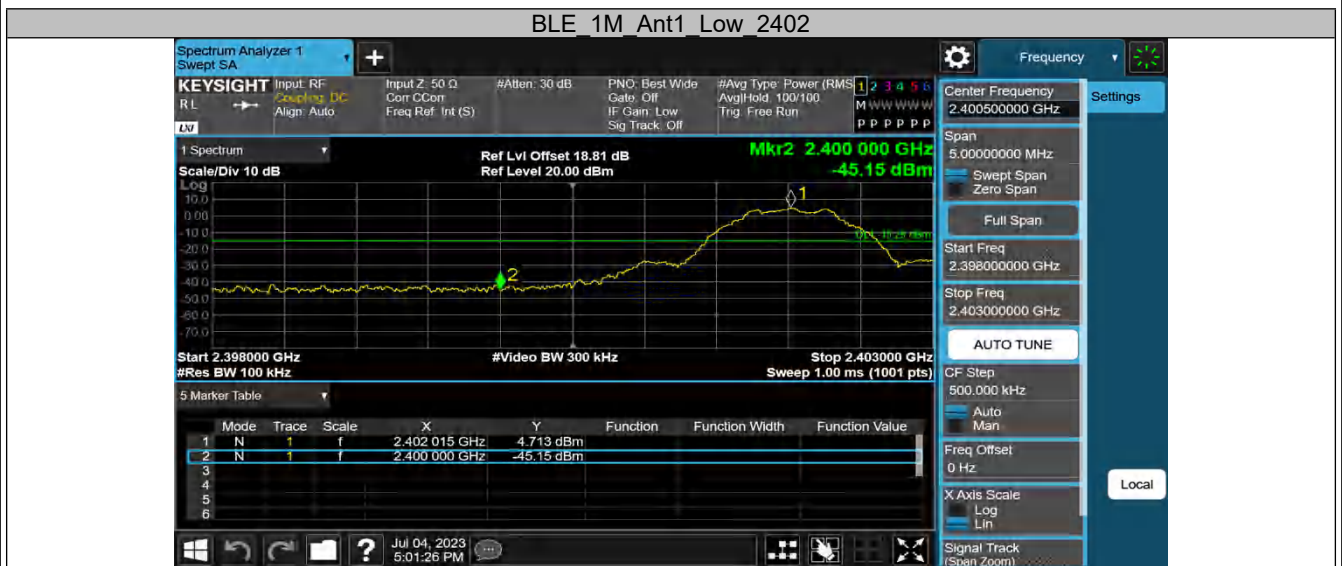 BLE_1M_Ant1_Low_2402
Spectrum Analyzer 1
Swept SA
+
Frequency
KEYSIGHT
RL
LXI
Input: RF
Coupling: DC
Align: Auto
Input Z: 50 Ω
Corr CCorr
Freq Ref: Int (S)
#Atten: 30 dB
PNO: Best Wide
Gate: Off
IF Gain: Low
Sig Track: Off
#Avg Type: Power (RMS
Avg|Hold: 100/100
Trig: Free Run
1 2 3 4 5 6
M W W W W W
P P P P P P
Center Frequency
2.400500000 GHz
Settings
Span
5.00000000 MHz
Swept Span
Zero Span
Full Span
Start Freq
2.398000000 GHz
Stop Freq
2.403000000 GHz
AUTO TUNE
CF Step
500.000 kHz
Auto
Man
Freq Offset
0 Hz
X Axis Scale
Log
Lin
Signal Track
(Span Zoom)
Local
1 Spectrum
Scale/Div 10 dB
Ref Lvl Offset 18.81 dB
Ref Level 20.00 dBm
Mkr2 2.400 000 GHz
-45.15 dBm
Log
10.0
0.00
-10.0
-20.0
-30.0
-40.0
-50.0
-60.0
-70.0
1
2
Start 2.398000 GHz
#Res BW 100 kHz
#Video BW 300 kHz
Stop 2.403000 GHz
Sweep 1.00 ms (1001 pts)
5 Marker Table
Mode Trace Scale X Y Function Function Width Function Value
1 N 1 f 2.402 015 GHz 4.713 dBm
2 N 1 f 2.400 000 GHz -45.15 dBm
3
4
5
6
?
Jul 04, 2023
5:01:26 PM